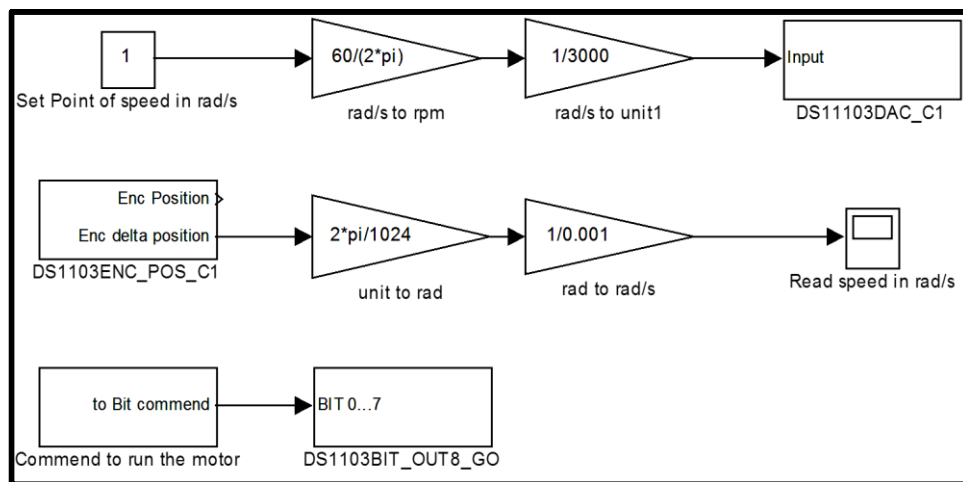 1
60/(2*pi)
1/3000
Input
Set Point of speed in rad/s
rad/s to rpm
rad/s to unit1
DS11103DAC_C1
Enc Position
Enc delta position
2*pi/1024
1/0.001
DS1103ENC_POS_C1
unit to rad
rad to rad/s
Read speed in rad/s
to Bit commend
BIT 0...7
Commend to run the motor
DS1103BIT_OUT8_GO